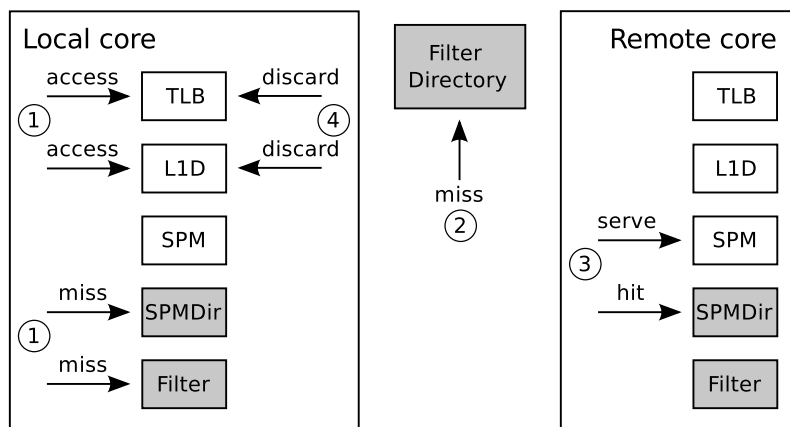 Local core
access
TLB
discard
1
4
access
L1D
discard
SPM
miss
SPMDir
1
miss
Filter
Filter
Directory
miss
2
Remote core
TLB
L1D
serve
SPM
3
hit
SPMDir
Filter